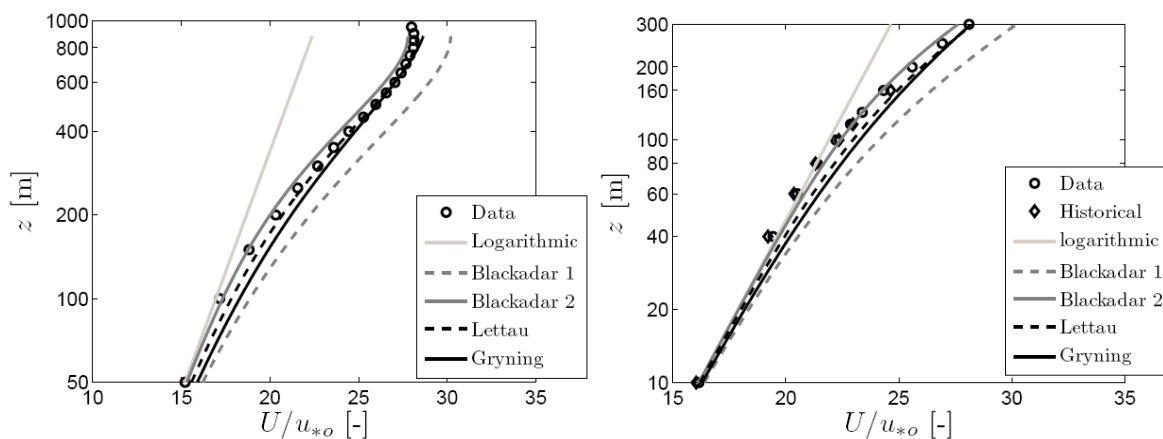 1000
800
600
400
200
100
50
10
15
20
25
30
35
z [m]
U/u*o [-]
Data
Logarithmic
Blackadar 1
Blackadar 2
Lettau
Gryning
300
200
160
100
80
60
40
20
10
15
20
25
30
35
z [m]
U/u*o [-]
Data
Historical
logarithmic
Blackadar 1
Blackadar 2
Lettau
Gryning